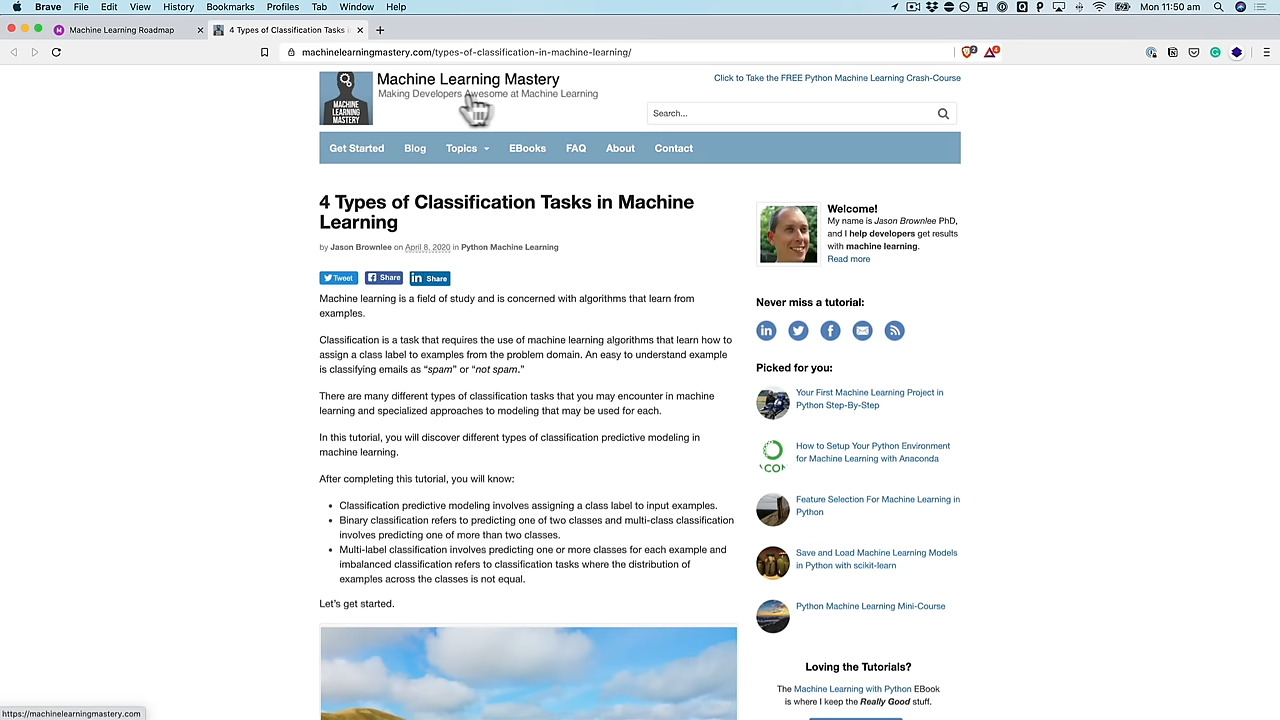 Brave File Edit View History Bookmarks Profiles Tab Window Help Mon 11:50 am
Machine Learning Roadmap
4 Types of Classification Tasks i
machinelearningmastery.com/types-of-classification-in-machine-learning/
MACHINE
LEARNING
MASTERY
Machine Learning Mastery
Making Developers Awesome at Machine Learning
Click to Take the FREE Python Machine Learning Crash-Course
Search...
Get Started Blog Topics EBooks FAQ About Contact
4 Types of Classification Tasks in Machine
Learning
by Jason Brownlee on April 8, 2020 in Python Machine Learning
Tweet Share Share
Machine learning is a field of study and is concerned with algorithms that learn from
examples.
Classification is a task that requires the use of machine learning algorithms that learn how to
assign a class label to examples from the problem domain. An easy to understand example
is classifying emails as “spam” or “not spam.”
There are many different types of classification tasks that you may encounter in machine
learning and specialized approaches to modeling that may be used for each.
In this tutorial, you will discover different types of classification predictive modeling in
machine learning.
After completing this tutorial, you will know:
• Classification predictive modeling involves assigning a class label to input examples.
• Binary classification refers to predicting one of two classes and multi-class classification
involves predicting one of more than two classes.
• Multi-label classification involves predicting one or more classes for each example and
imbalanced classification refers to classification tasks where the distribution of
examples across the classes is not equal.
Let’s get started.
Welcome!
My name is Jason Brownlee PhD,
and I help developers get results
with machine learning.
Read more
Never miss a tutorial:
Picked for you:
Your First Machine Learning Project in
Python Step-By-Step
How to Setup Your Python Environment
for Machine Learning with Anaconda
Feature Selection For Machine Learning in
Python
Save and Load Machine Learning Models
in Python with scikit-learn
Python Machine Learning Mini-Course
Loving the Tutorials?
The Machine Learning with Python EBook
is where I keep the Really Good stuff.
https://machinelearningmastery.com